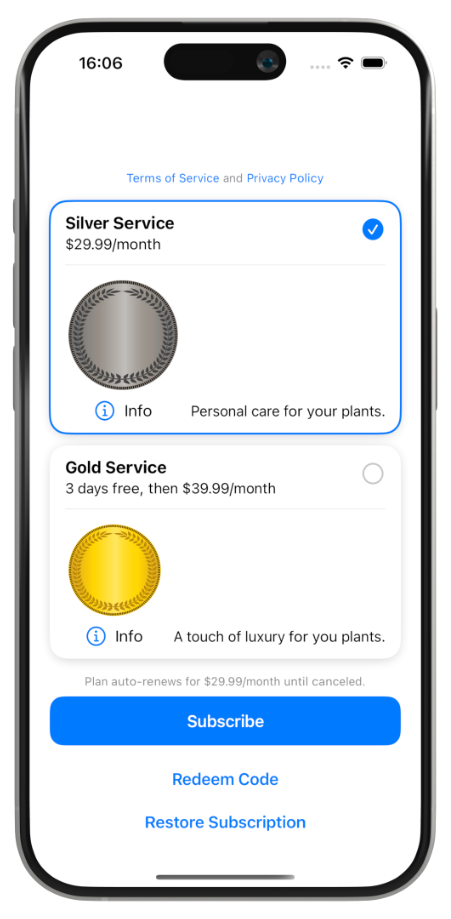 16:06
Terms of Service and Privacy Policy
Silver Service
$29.99/month
Info Personal care for your plants.
Gold Service
3 days free, then $39.99/month
Info A touch of luxury for you plants.
Plan auto-renews for $29.99/month until canceled.
Subscribe
Redeem Code
Restore Subscription